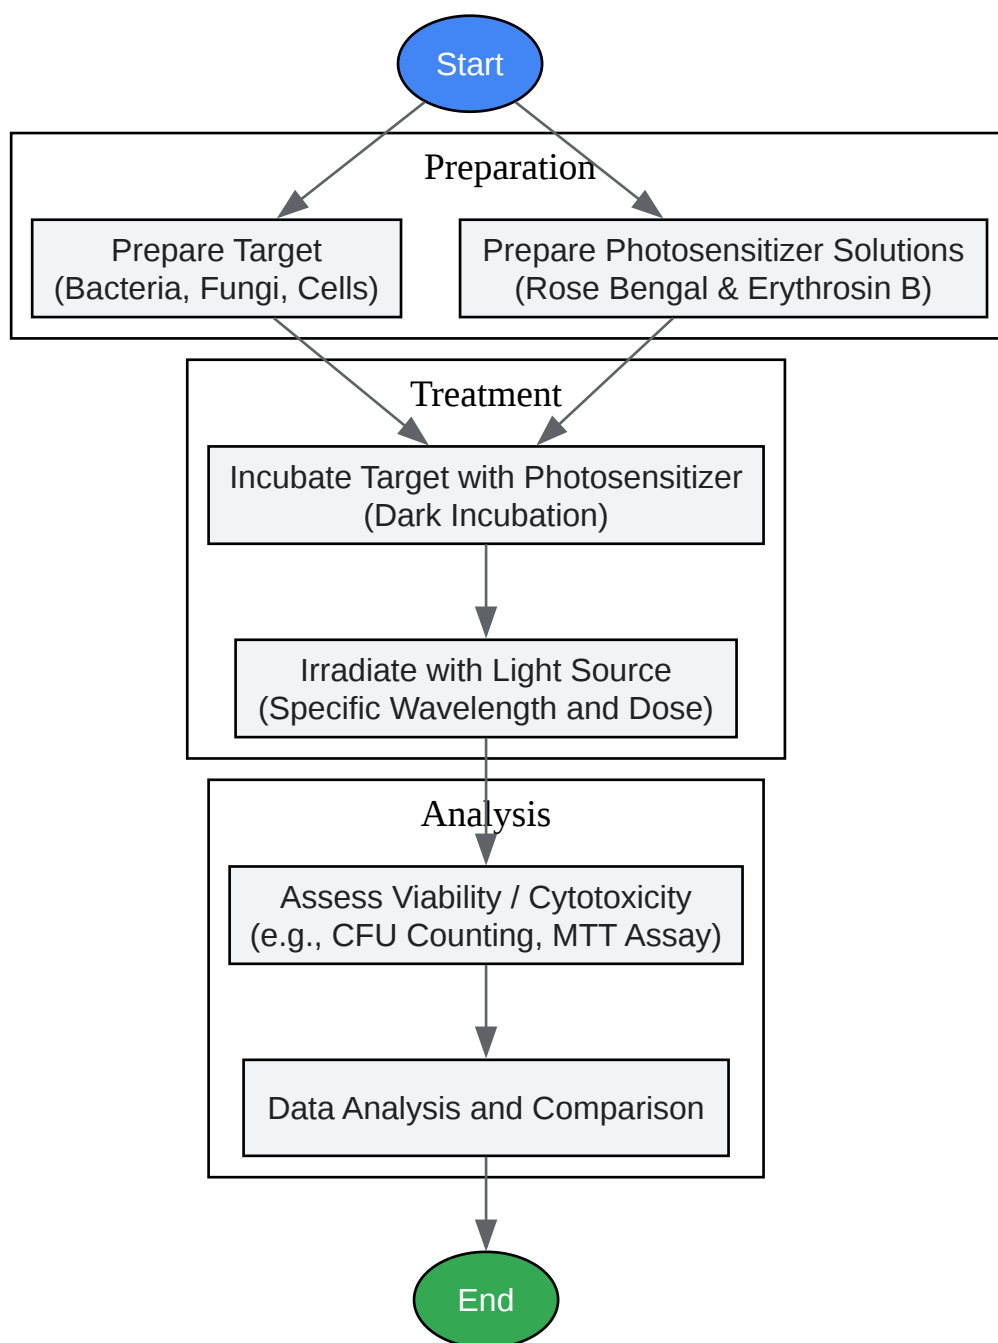 Start
Preparation
Prepare Target
(Bacteria, Fungi, Cells)
Prepare Photosensitizer Solutions
(Rose Bengal & Erythrosin B)
Treatment
Incubate Target with Photosensitizer
(Dark Incubation)
Irradiate with Light Source
(Specific Wavelength and Dose)
Analysis
Assess Viability / Cytotoxicity
(e.g., CFU Counting, MTT Assay)
Data Analysis and Comparison
End